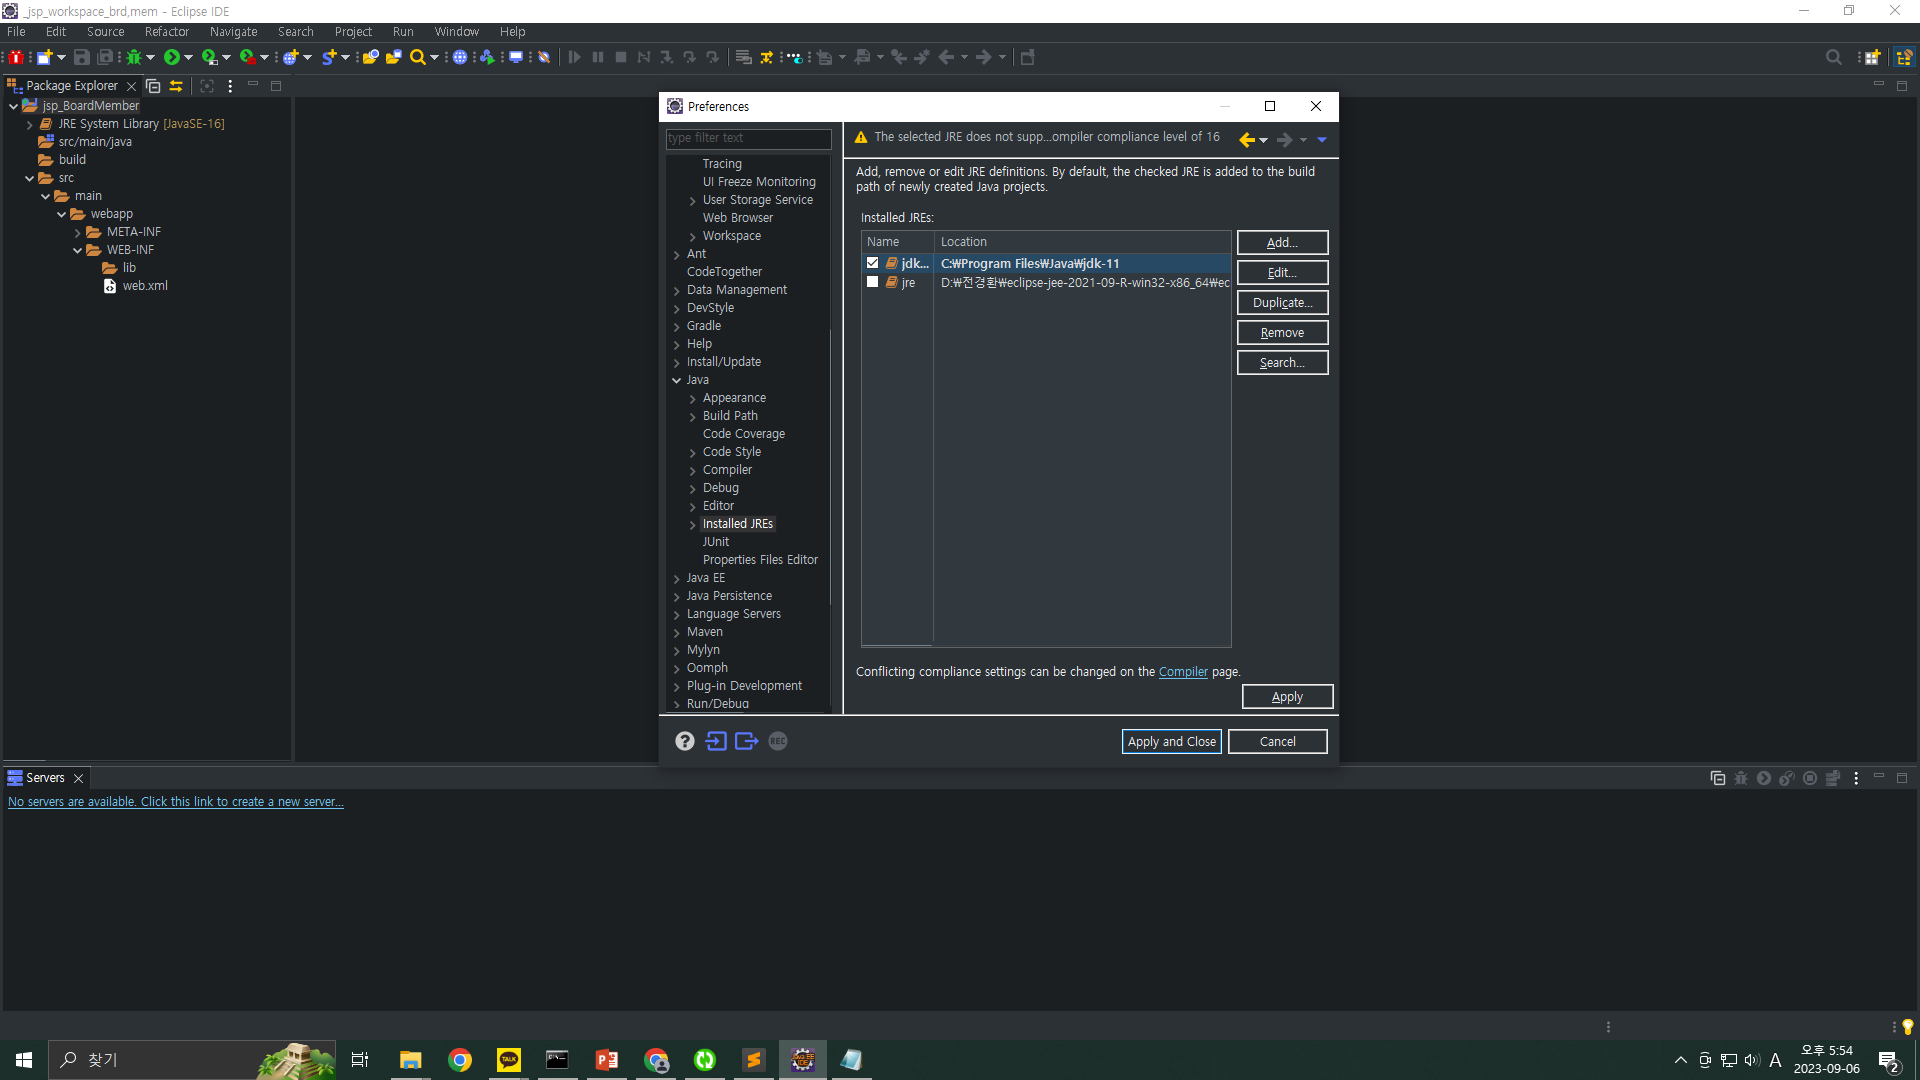 _jsp_workspace_brd,mem - Eclipse IDE
File Edit Source Refactor Navigate Search Project Run Window Help
Package Explorer
jsp_BoardMember
JRE System Library [JavaSE-16]
src/main/java
build
src
main
webapp
META-INF
WEB-INF
lib
web.xml
Preferences
type filter text
Tracing
UI Freeze Monitoring
User Storage Service
Web Browser
Workspace
Ant
CodeTogether
Data Management
DevStyle
Gradle
Help
Install/Update
Java
Appearance
Build Path
Code Coverage
Code Style
Compiler
Debug
Editor
Installed JREs
JUnit
Properties Files Editor
Java EE
Java Persistence
Language Servers
Maven
Mylyn
Oomph
Plug-in Development
Run/Debug
The selected JRE does not supp...ompiler compliance level of 16
Add, remove or edit JRE definitions. By default, the checked JRE is added to the build
path of newly created Java projects.
Installed JREs:
Name Location
jdk... C:₩Program Files₩Java₩jdk-11
jre D:₩전경환₩eclipse-jee-2021-09-R-win32-x86_64₩ec
Add...
Edit...
Duplicate...
Remove
Search...
Conflicting compliance settings can be changed on the Compiler page.
Apply
REC
Apply and Close Cancel
Servers
No servers are available. Click this link to create a new server...
찾기
TALK
A
오후 5:54
2023-09-06
2